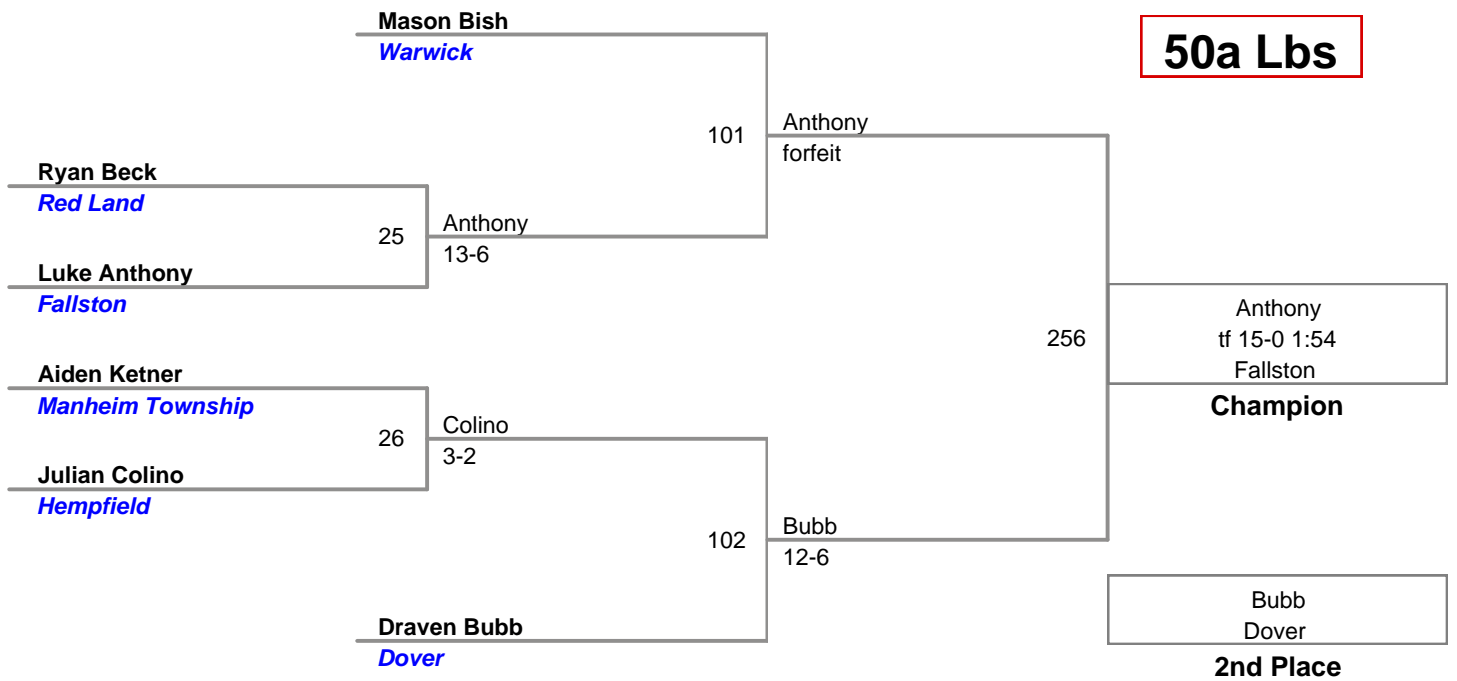 Mason Bish
Warwick
50a Lbs
101
Anthony
forfeit
Ryan Beck
Red Land
25
Anthony
13-6
Luke Anthony
Fallston
256
Anthony
tf 15-0 1:54
Fallston
Champion
Aiden Ketner
Manheim Township
26
Colino
3-2
Julian Colino
Hempfield
102
Bubb
12-6
Draven Bubb
Dover
Bubb
Dover
2nd Place